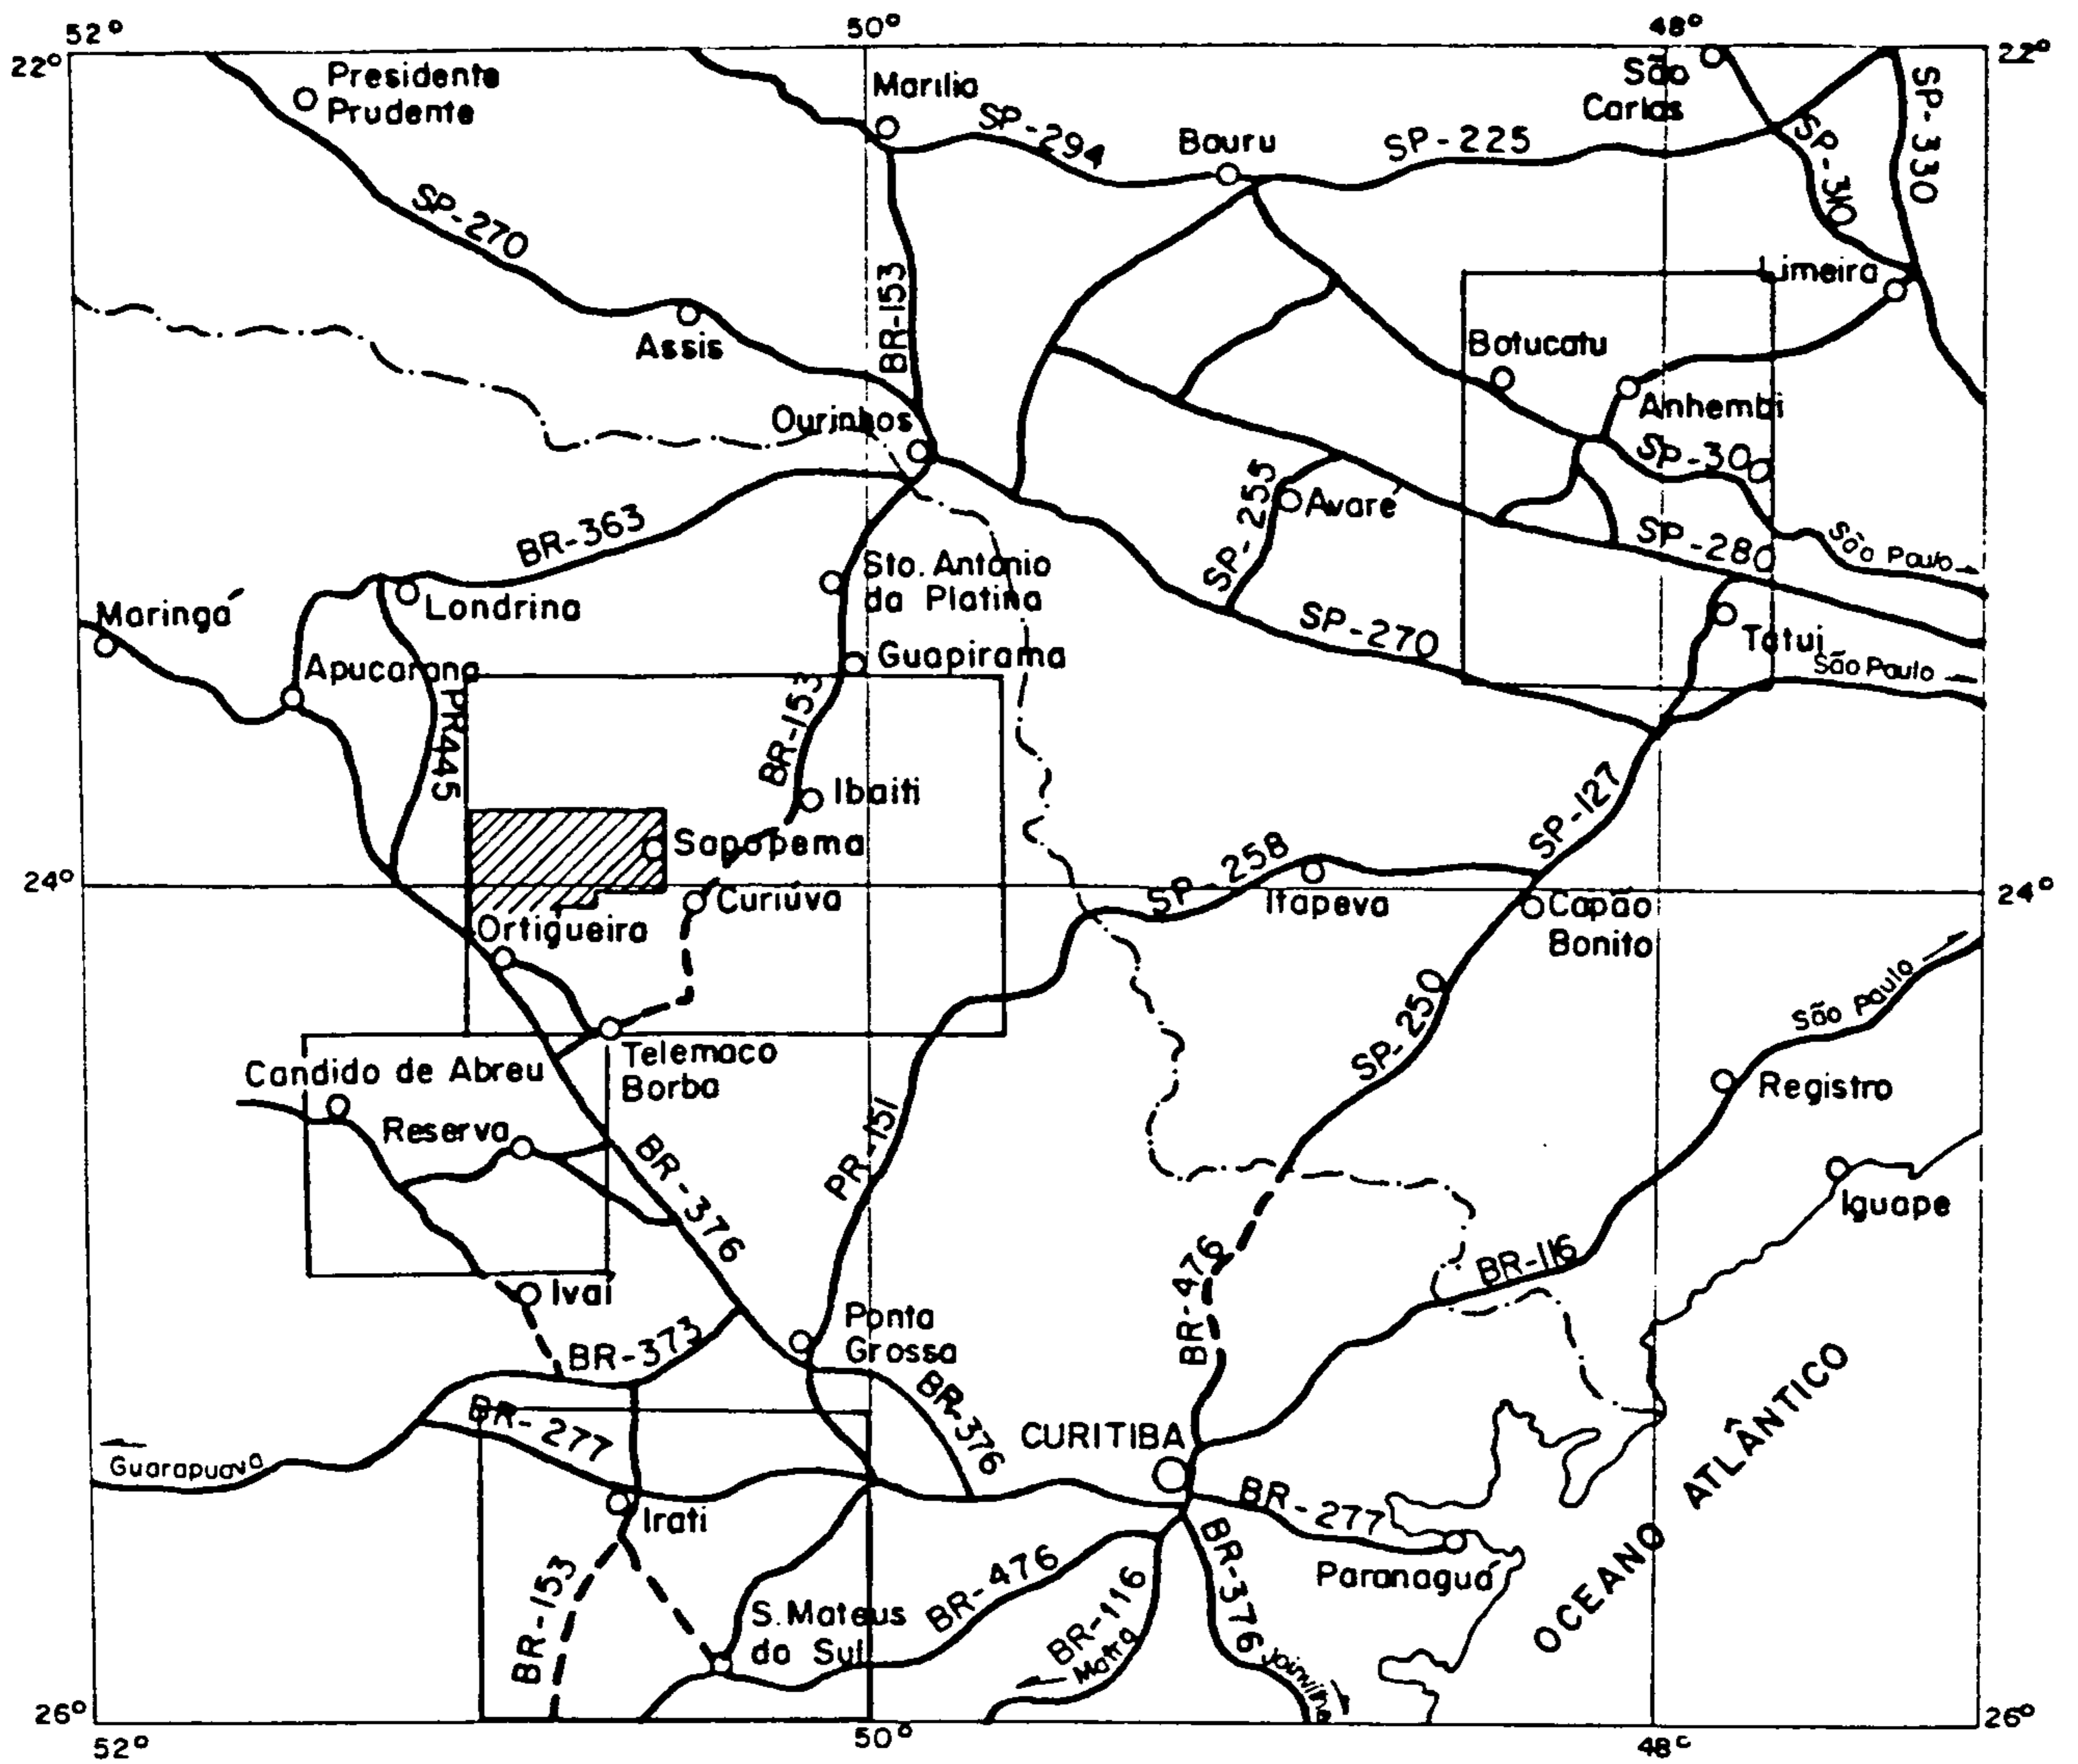 52°
50°
48°
22°
22°
Presidente
Prudente
Marília
São
Carlos
SP-330
SP-294
Bauru
SP-225
SP-310
SP-270
Limeira
BR-153
Assis
Botucatu
Anhembi
Ourinhos
SP-300
SP-255
Avaré
SP-280
São Paulo
BR-363
Sto. Antônio
da Platina
Londrina
Maringá
SP-270
Tatuí
Guapirama
São Paulo
Apucarana
PR445
BR-153
Ibaiti
SP-127
Sapopema
SP-258
24°
24°
Curiúva
Itapeva
Capão
Bonito
Ortigueira
SP-250
São Paulo
Telemaco
Borba
Candido de Abreu
Registro
Reserva
BR-376
PR-151
Iguape
BR-476
BR-116
Ivaí
Ponta
Grossa
BR-373
BR-376
BR-277
CURITIBA
Guarapuava
OCEANO ATLÂNTICO
BR-277
Irati
Paranaguá
BR-153
BR-476
BR-116
BR-376
S. Mateus
do Sul
26°
26°
52°
50°
48°